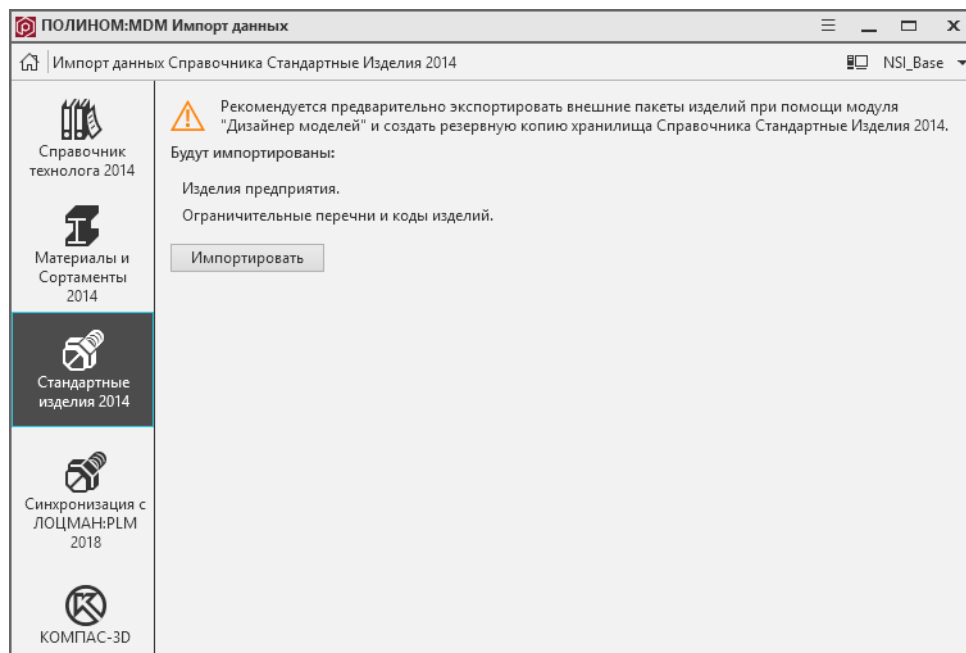 ПОЛИНОМ:MDM Импорт данных
Импорт данных Справочника Стандартные Изделия 2014
NSI_Base
Справочник
технолога 2014
Материалы и
Сортаменты
2014
Стандартные
изделия 2014
Синхронизация с
ЛОЦМАН:PLM
2018
КОМПАС-3D
Рекомендуется предварительно экспортировать внешние пакеты изделий при помощи модуля
"Дизайнер моделей" и создать резервную копию хранилища Справочника Стандартные Изделия 2014.
Будут импортированы:
Изделия предприятия.
Ограничительные перечни и коды изделий.
Импортировать